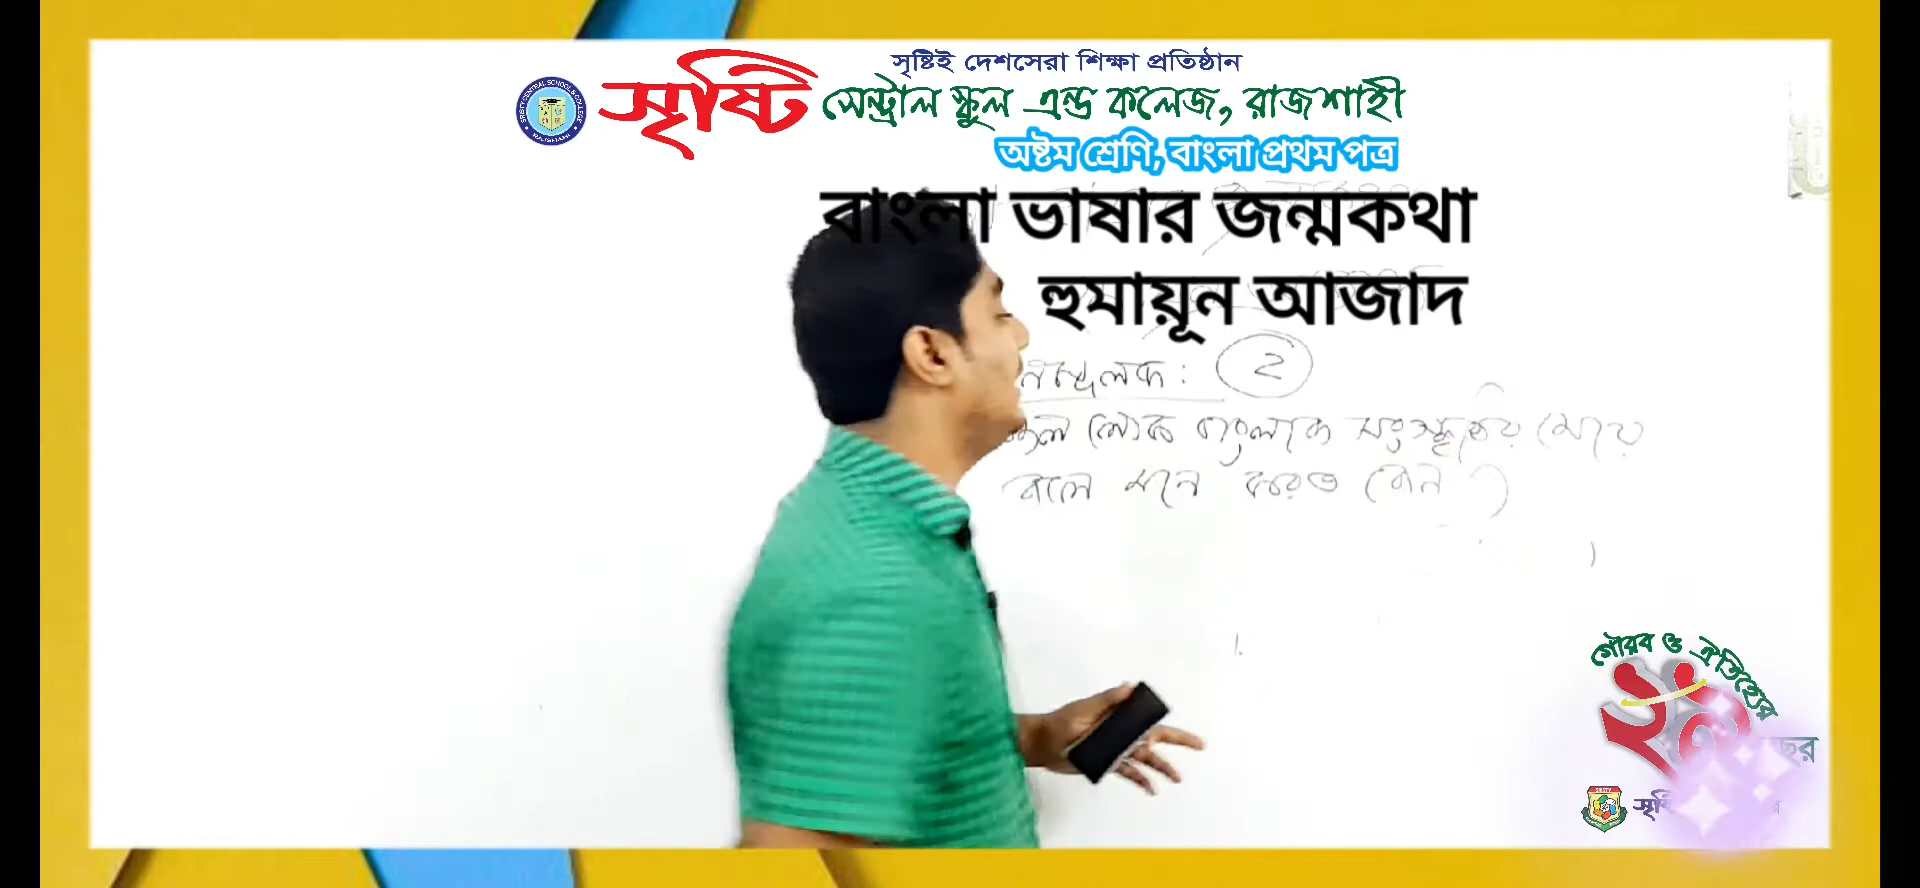 সৃষ্টিই দেশসেরা শিক্ষা প্রতিষ্ঠান
সৃষ্টি সেন্ট্রাল স্কুল এন্ড কলেজ, রাজশাহী
অষ্টম শ্রেণি, বাংলা প্রথম পত্র
বাংলা ভাষার জন্মকথা
হুমায়ূন আজাদ
২
লোক বাংলাকে সংস্কৃতের মেয়ে
বলে মনে করত কেন ?
গৌরব ও ঐতিহ্যের